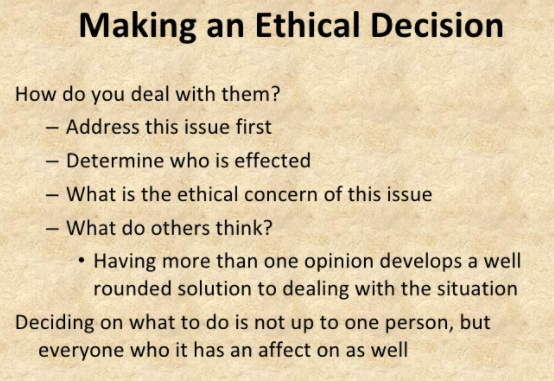 Making an Ethical Decision
How do you deal with them?
– Address this issue first
– Determine who is effected
– What is the ethical concern of this issue
– What do others think?
• Having more than one opinion develops a well
rounded solution to dealing with the situation
Deciding on what to do is not up to one person, but
everyone who it has an affect on as well